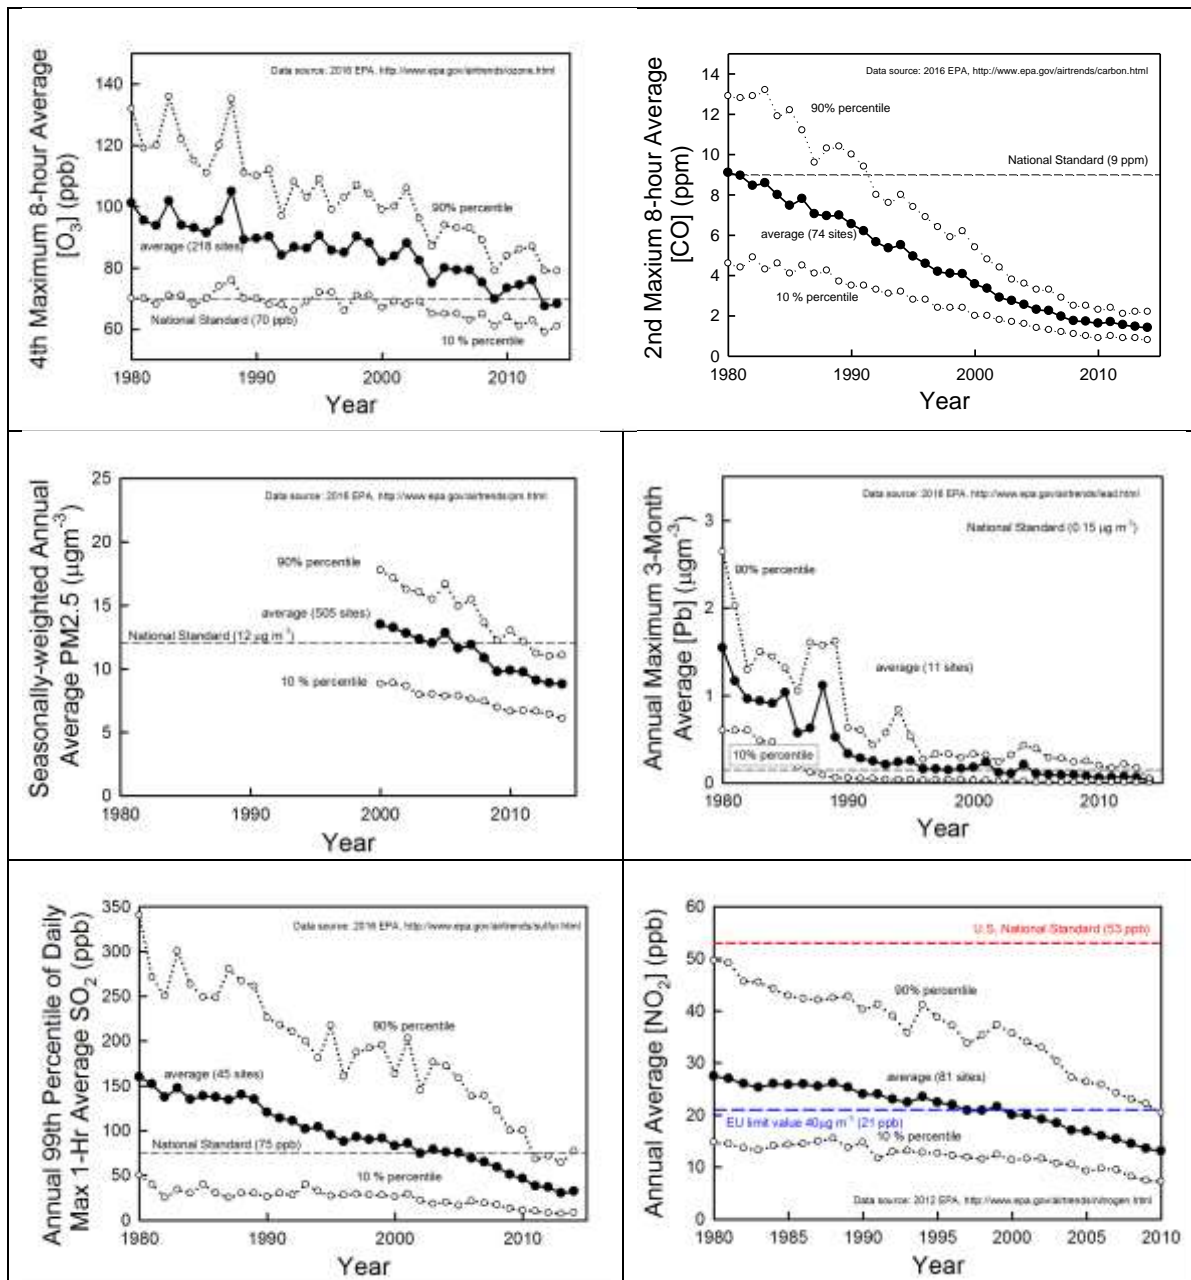 4th Maximum 8-hour Average
[O3] (ppb)
140
120
100
80
60
Data source: 2016 EPA, http://www.epa.gov/airtrends/ozone.html
90% percentile
average (218 sites)
National Standard (70 ppb)
10 % percentile
1980 1990 2000 2010
Year
2nd Maxium 8-hour Average
[CO] (ppm)
14
12
10
8
6
4
2
0
Data source: 2016 EPA, http://www.epa.gov/airtrends/carbon.html
90% percentile
National Standard (9 ppm)
average (74 sites)
10 % percentile
1980 1990 2000 2010
Year
Seasonally-weighted Annual
Average PM2.5 (µgm-3)
25
20
15
10
5
0
Data source: 2016 EPA, http://www.epa.gov/airtrends/pm.html
90% percentile
average (505 sites)
National Standard (12 µg m-3)
10 % percentile
1980 1990 2000 2010
Year
Annual Maximum 3-Month
Average [Pb] (µgm-3)
3
2
1
0
Data source: 2016 EPA, http://www.epa.gov/airtrends/lead.html
National Standard (0.15 µg m-3)
90% percentile
average (11 sites)
10% percentile
1980 1990 2000 2010
Year
Annual 99th Percentile of Daily
Max 1-Hr Average SO2 (ppb)
350
300
250
200
150
100
50
0
Data source: 2016 EPA, http://www.epa.gov/airtrends/sulfur.html
90% percentile
average (45 sites)
National Standard (75 ppb)
10 % percentile
1980 1990 2000 2010
Year
Annual Average [NO2] (ppb)
60
50
40
30
20
10
0
U.S. National Standard (53 ppb)
90% percentile
average (81 sites)
EU limit value 40µg m-3 (21 ppb)
10 % percentile
Data source: 2012 EPA, http://www.epa.gov/airtrends/nitrogen.html
1980 1985 1990 1995 2000 2005 2010
Year